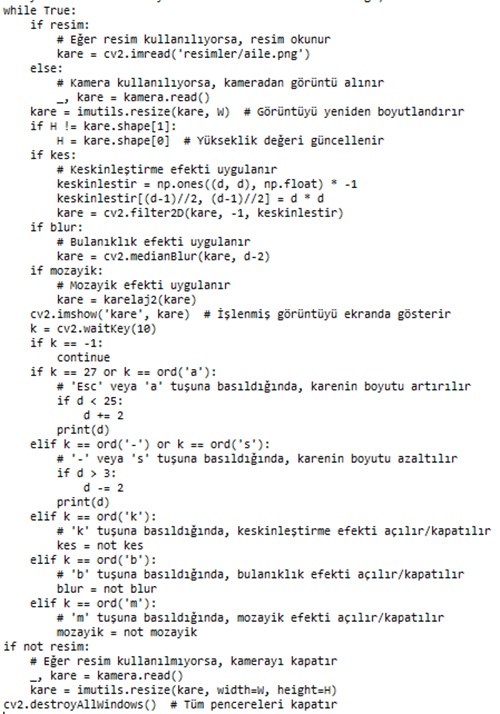 while True:
    if resim:
        # Eğer resim kullanılıyorsa, resim okunur
        kare = cv2.imread('resimler/aile.png')
    else:
        # Kamera kullanılıyorsa, kameradan görüntü alınır
        _, kare = kamera.read()
    kare = imutils.resize(kare, W)  # Görüntüyü yeniden boyutlandırır
    if H != kare.shape[1]:
        H = kare.shape[0]  # Yükseklik değeri güncellenir
    if kes:
        # Keskinleştirme efekti uygulanır
        keskinlestir = np.ones((d, d), np.float) * -1
        keskinlestir[(d-1)//2, (d-1)//2] = d * d
        kare = cv2.filter2D(kare, -1, keskinlestir)
    if blur:
        # Bulanıklık efekti uygulanır
        kare = cv2.medianBlur(kare, d-2)
    if mozayik:
        # Mozayik efekti uygulanır
        kare = karelaj2(kare)
    cv2.imshow('kare', kare)  # İşlenmiş görüntüyü ekranda gösterir
    k = cv2.waitKey(10)
    if k == -1:
        continue
    if k == 27 or k == ord('a'):
        # 'Esc' veya 'a' tuşuna basıldığında, karenin boyutu artırılır
        if d < 25:
            d += 2
        print(d)
    elif k == ord('-') or k == ord('s'):
        # '-' veya 's' tuşuna basıldığında, karenin boyutu azaltılır
        if d > 3:
            d -= 2
        print(d)
    elif k == ord('k'):
        # 'k' tuşuna basıldığında, keskinleştirme efekti açılır/kapatılır
        kes = not kes
    elif k == ord('b'):
        # 'b' tuşuna basıldığında, bulanıklık efekti açılır/kapatılır
        blur = not blur
    elif k == ord('m'):
        # 'm' tuşuna basıldığında, mozayik efekti açılır/kapatılır
        mozayik = not mozayik
if not resim:
    # Eğer resim kullanılmıyorsa, kamerayı kapatır
    _, kare = kamera.read()
    kare = imutils.resize(kare, width=W, height=H)
cv2.destroyAllWindows()  # Tüm pencereleri kapatır